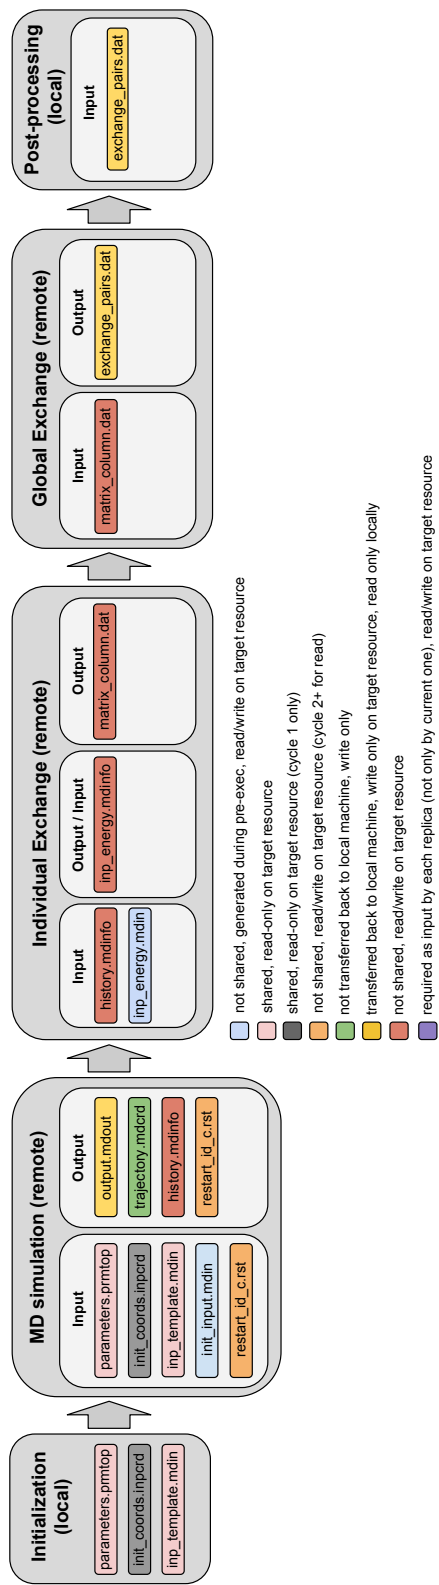 Initialization
(local)
parameters.prmtop
init_coords.inpcrd
inp_template.mdin
MD simulation (remote)
Input
parameters.prmtop
init_coords.inpcrd
inp_template.mdin
init_input.mdin
restart_id_c.rst
Output
output.mdout
trajectory.mdcrd
history.mdinfo
restart_id_c.rst
Individual Exchange (remote)
Input
history.mdinfo
inp_energy.mdin
Output / Input
inp_energy.mdinfo
Output
matrix_column.dat
Global Exchange (remote)
Input
matrix_column.dat
Output
exchange_pairs.dat
Post-processing
(local)
Input
exchange_pairs.dat
not shared, generated during pre-exec, read/write on target resource
shared, read-only on target resource
shared, read-only on target resource (cycle 1 only)
not shared, read/write on target resource (cycle 2+ for read)
not transferred back to local machine, write only
transferred back to local machine, write only on target resource, read only locally
not shared, read/write on target resource
required as input by each replica (not only by current one), read/write on target resource